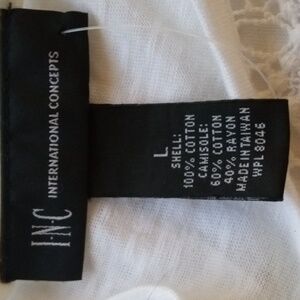 I·N·C INTERNATIONAL CONCEPTS
L
SHELL:
100% COTTON
CAMISOLE:
60% COTTON
40% RAYON
MADE IN TAIWAN
WPL 8046